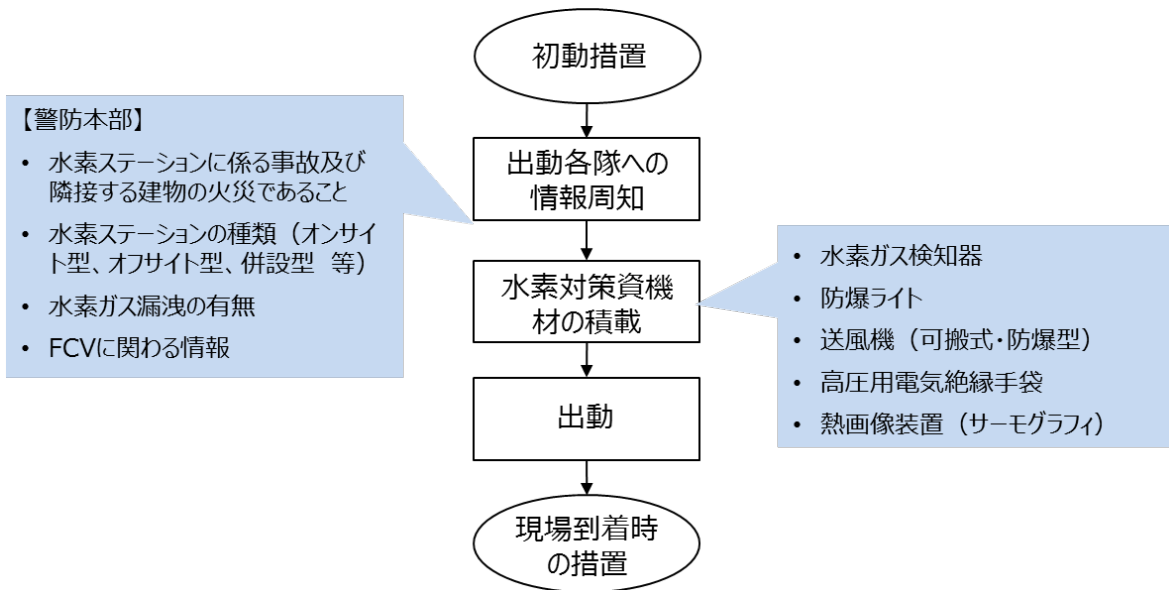 初動措置
【警防本部】
• 水素ステーションに係る事故及び
隣接する建物の火災であること
• 水素ステーションの種類（オンサイ
ト型、オフサイト型、併設型 等）
• 水素ガス漏洩の有無
• FCVに関わる情報
出動各隊への
情報周知
水素対策資機
材の積載
• 水素ガス検知器
• 防爆ライト
• 送風機（可搬式・防爆型）
• 高圧用電気絶縁手袋
• 熱画像装置（サーモグラフィ）
出動
現場到着時
の措置